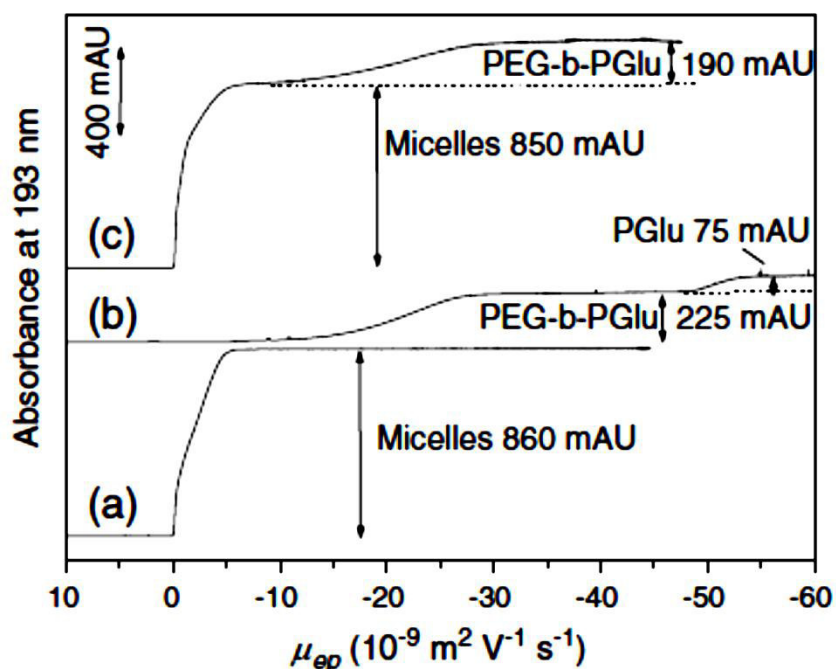 400 mAU
PEG-b-PGlu 190 mAU
Micelles 850 mAU
(c)
PGlu 75 mAU
(b)
PEG-b-PGlu 225 mAU
Micelles 860 mAU
(a)
Absorbance at 193 nm
10 0 -10 -20 -30 -40 -50 -60
μep (10-9 m2 V-1 s-1)